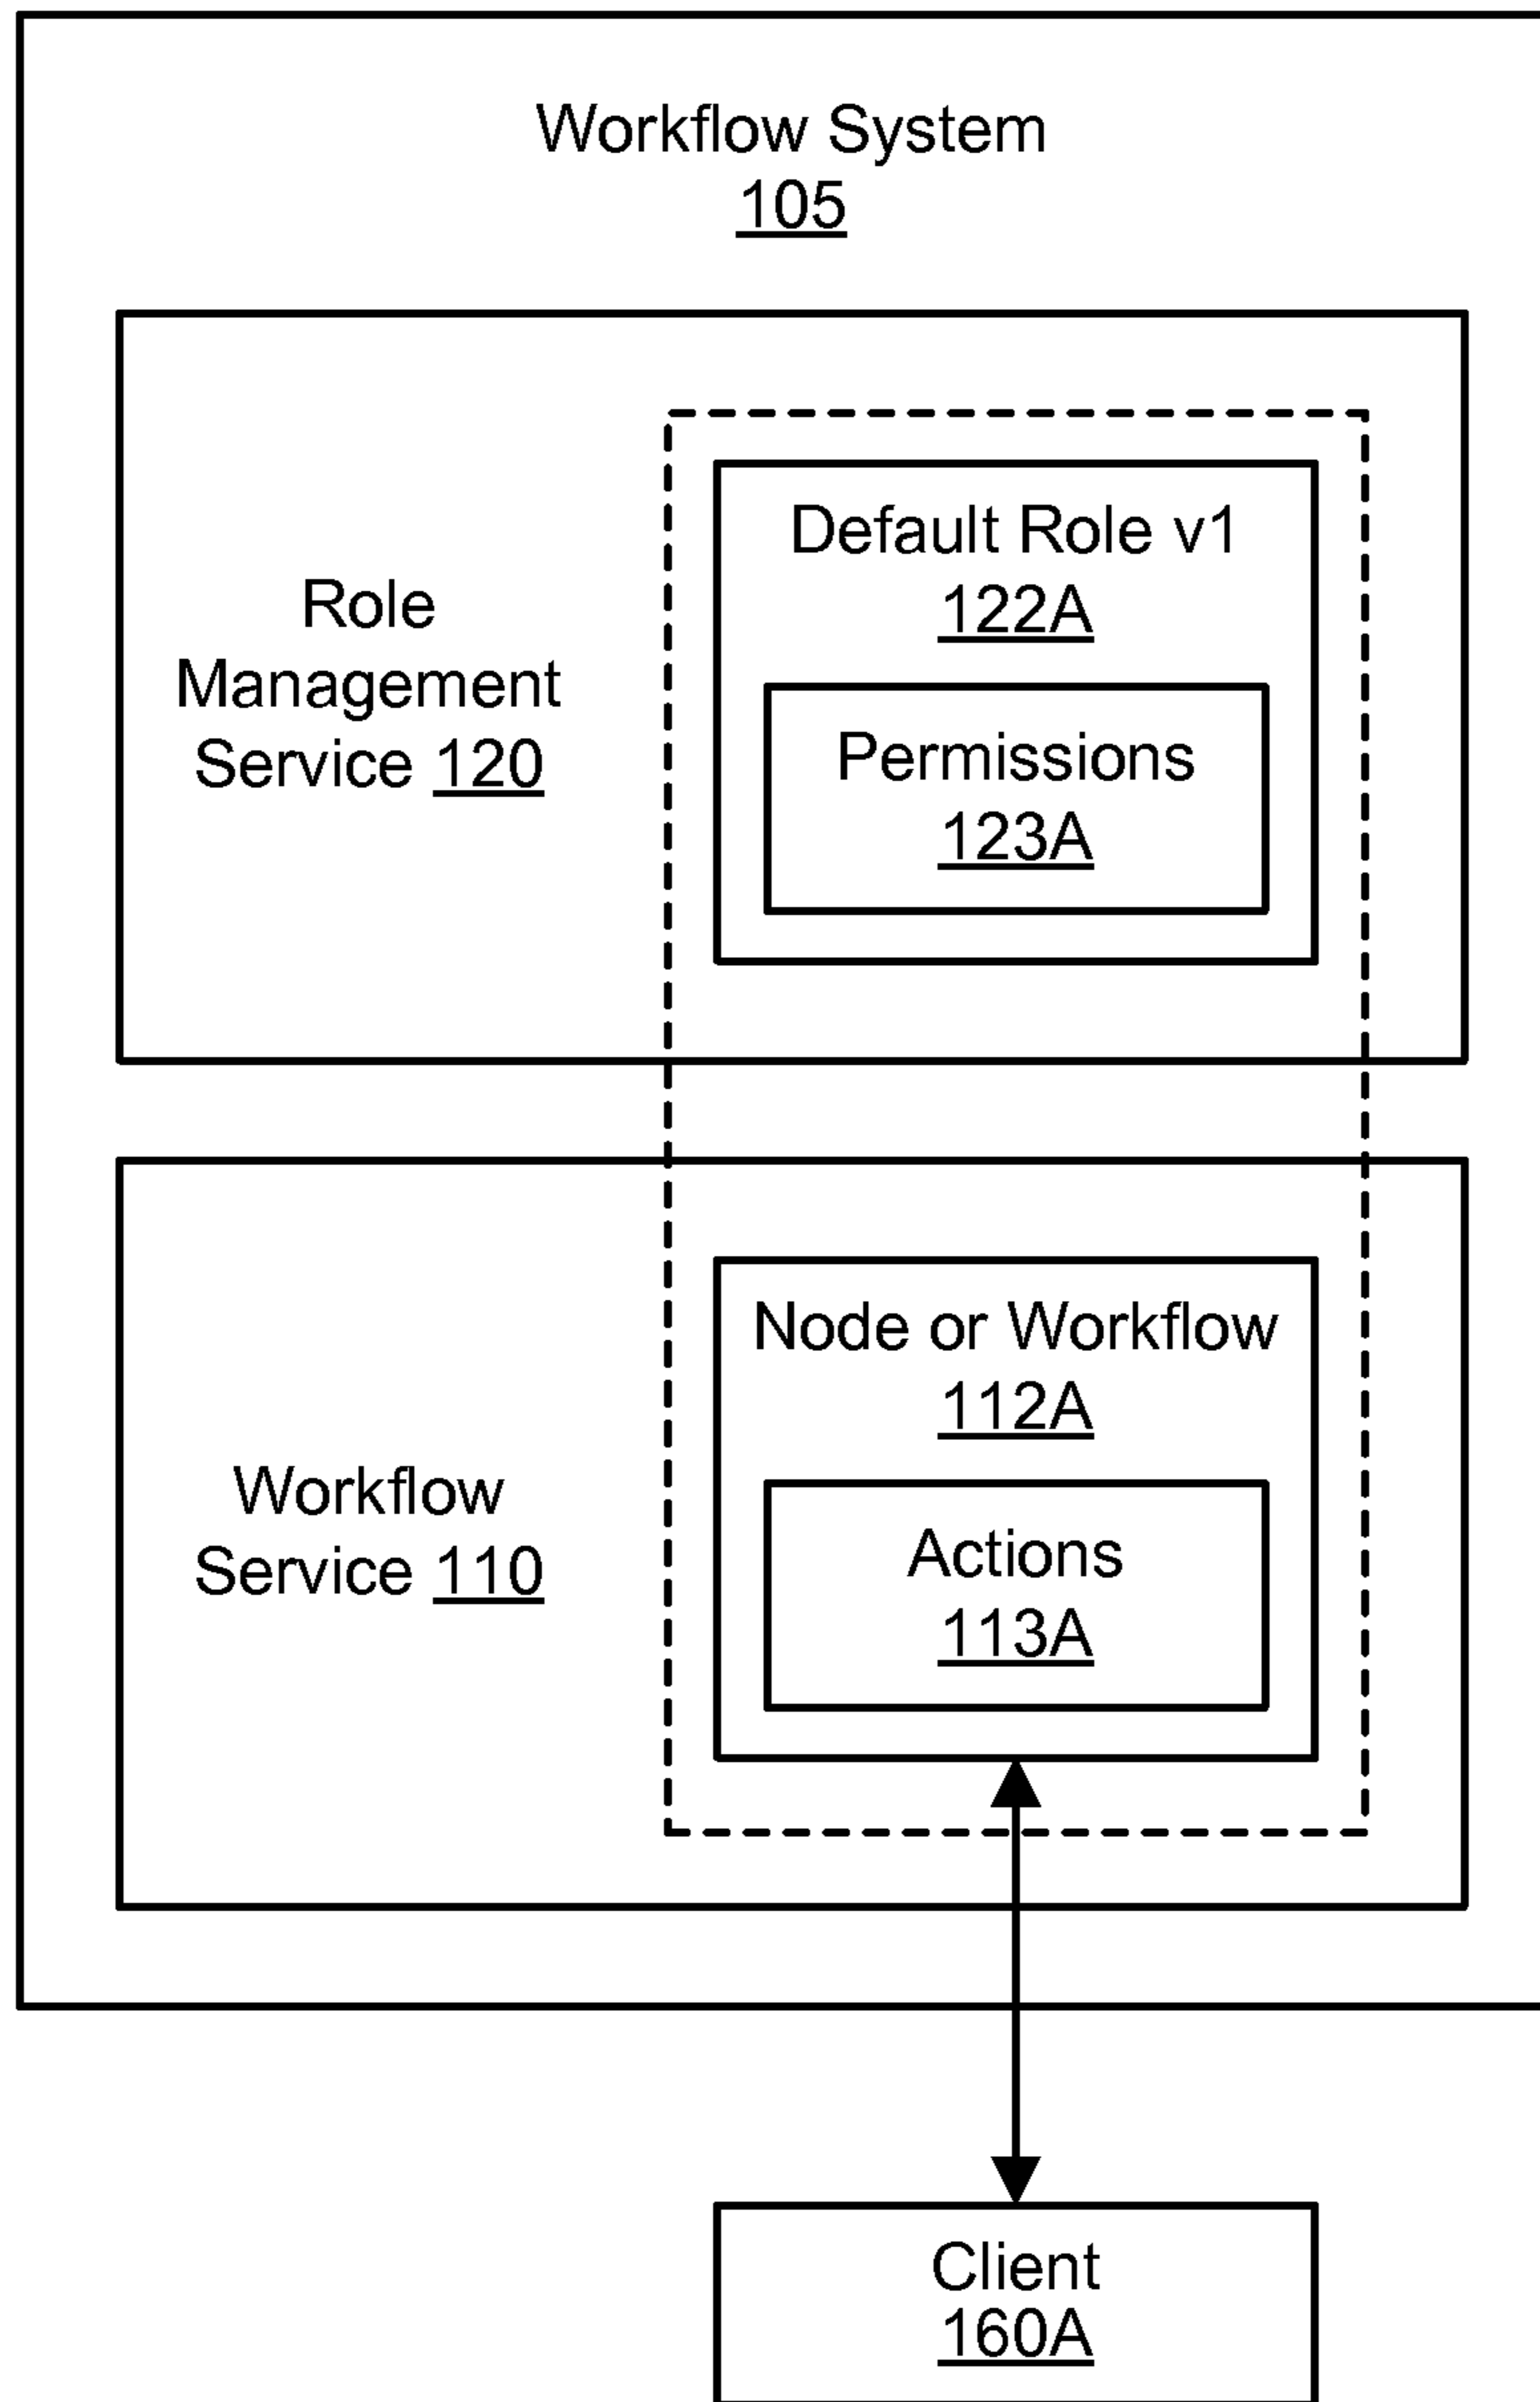 Workflow System
105
Role
Management
Service 120
Default Role v1
122A
Permissions
123A
Workflow
Service 110
Node or Workflow
112A
Actions
113A
Client
160A